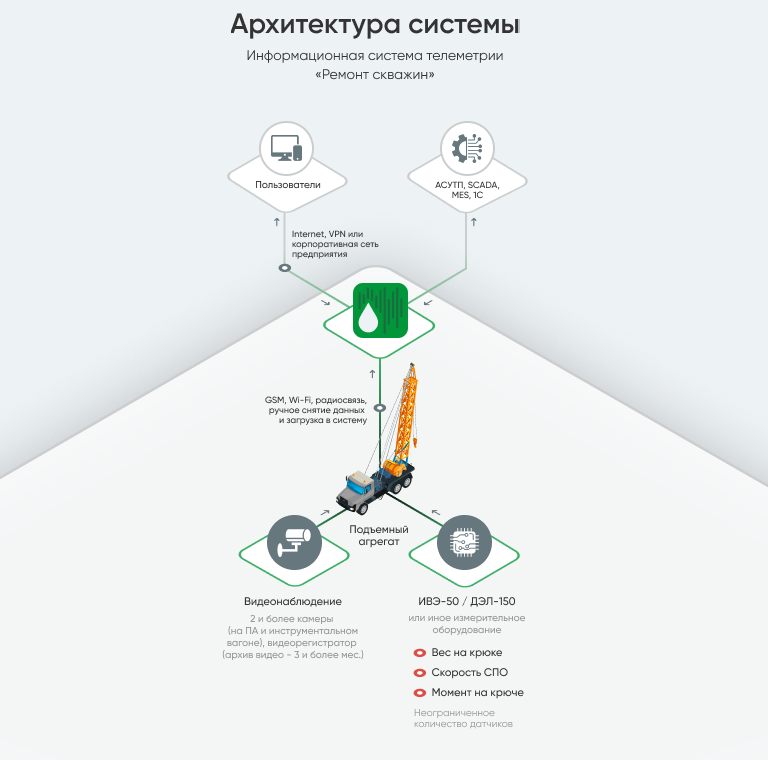 Архитектура системы
Информационная система телеметрии
«Ремонт скважин»
Пользователи
АСУТП, SCADA,
MES, 1С
Internet, VPN или
корпоративная сеть
предприятия
GSM, Wi-Fi, радиосвязь,
ручное снятие данных
и загрузка в систему
Подъемный
агрегат
Видеонаблюдение
2 и более камеры
(на ПА и инструментальном
вагоне), видеорегистратор
(архив видео - 3 и более мес.)
ИВЭ-50 / ДЭЛ-150
или иное измерительное
оборудование
Вес на крюке
Скорость СПО
Момент на крюче
Неограниченное
количество датчиков